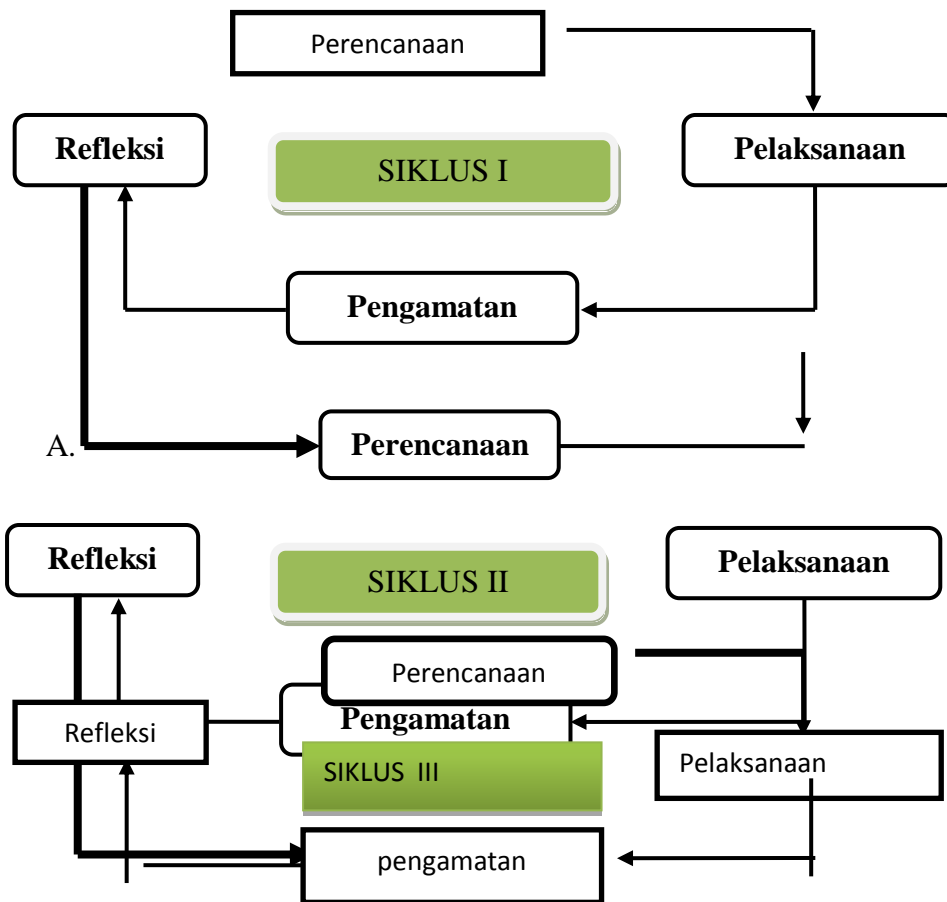 Perencanaan
Refleksi
SIKLUS I
Pelaksanaan
Pengamatan
A.
Perencanaan
Refleksi
SIKLUS II
Pelaksanaan
Perencanaan
Pengamatan
Refleksi
SIKLUS III
Pelaksanaan
pengamatan